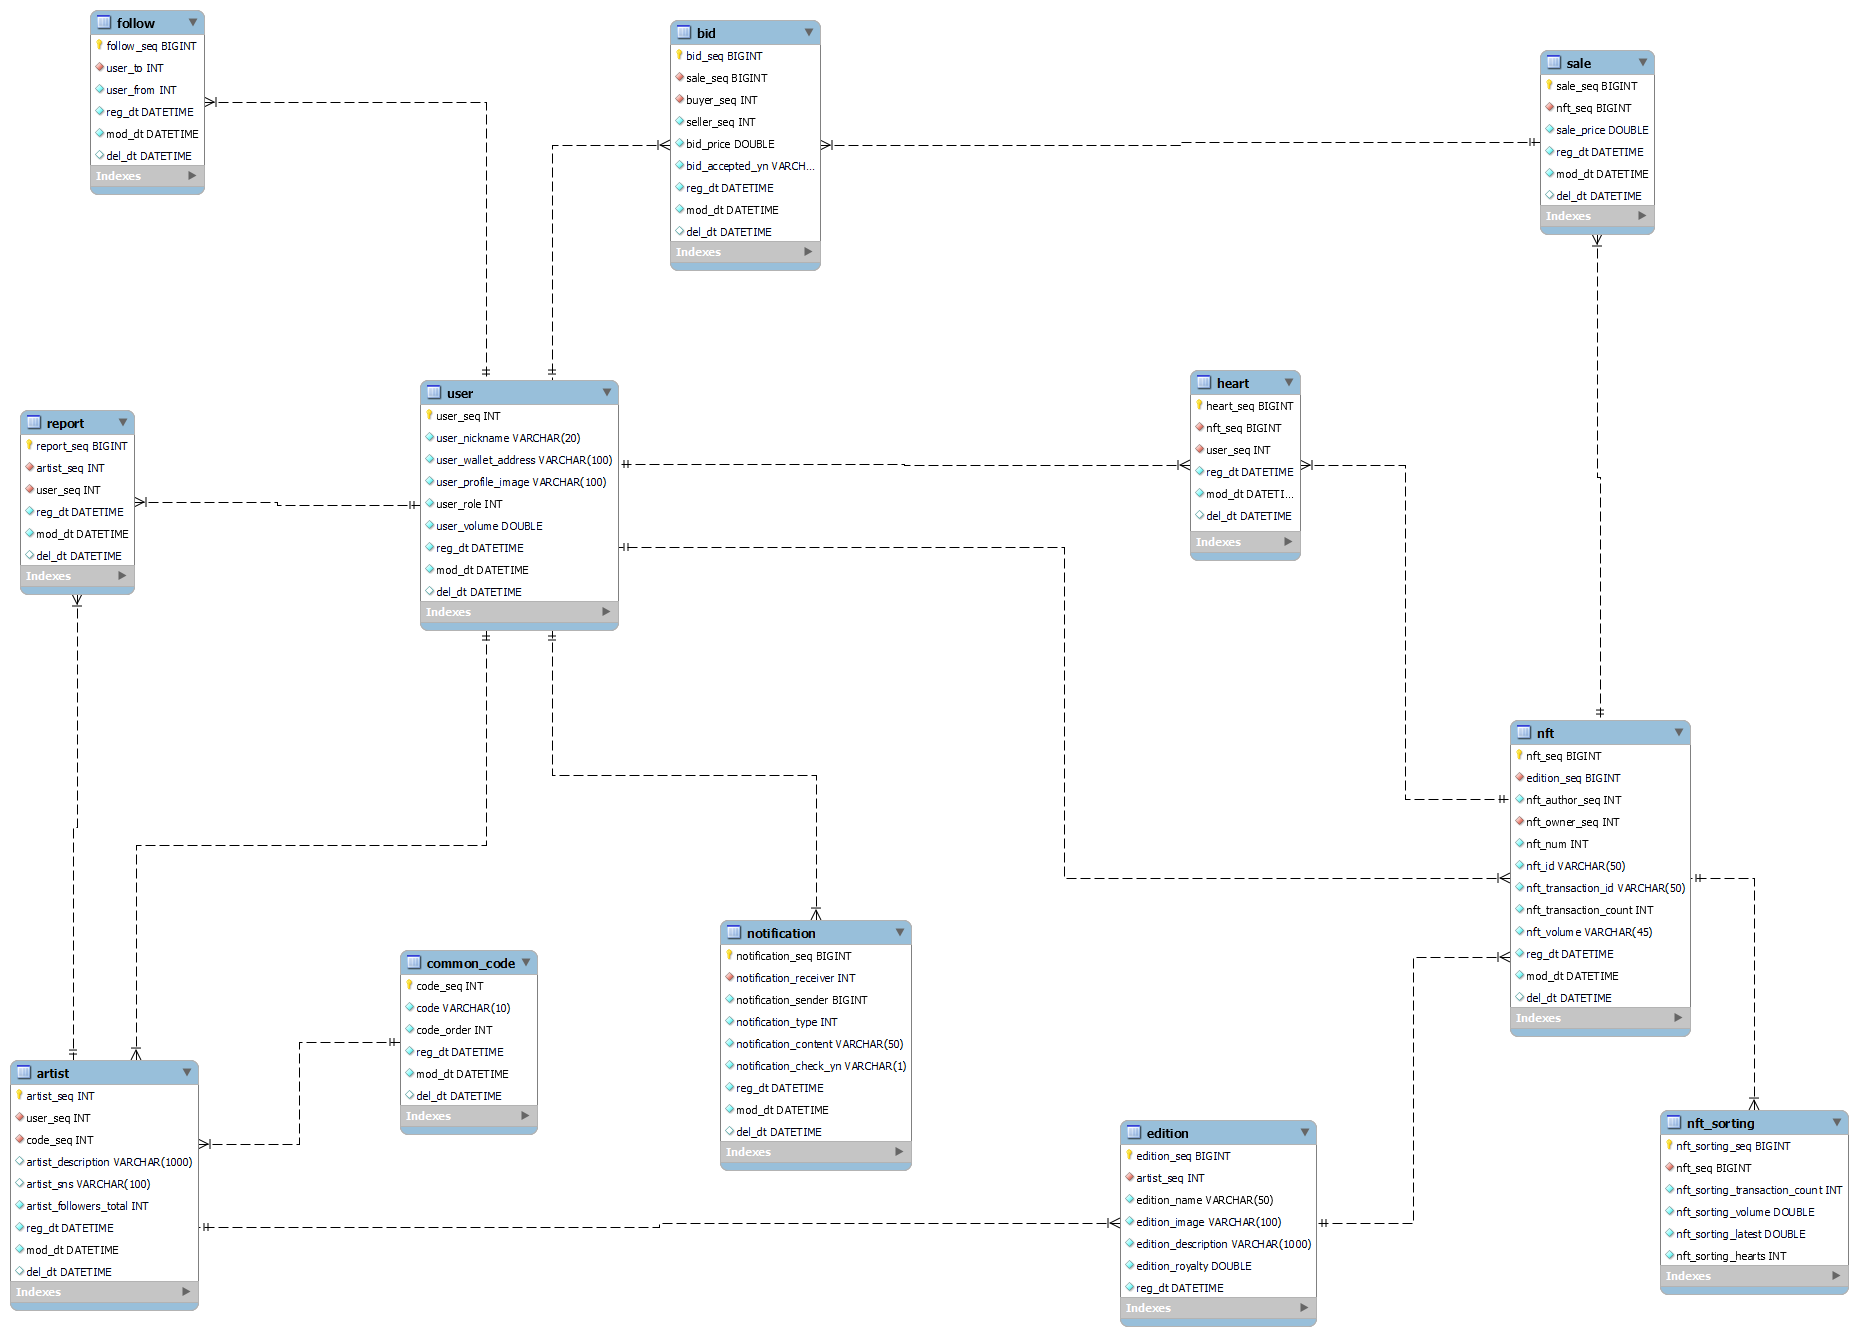 follow
follow_seq BIGINT
user_to INT
user_from INT
reg_dt DATETIME
mod_dt DATETIME
del_dt DATETIME
Indexes
bid
bid_seq BIGINT
sale_seq BIGINT
buyer_seq INT
seller_seq INT
bid_price DOUBLE
bid_accepted_yn VARCH...
reg_dt DATETIME
mod_dt DATETIME
del_dt DATETIME
Indexes
sale
sale_seq BIGINT
nft_seq BIGINT
sale_price DOUBLE
reg_dt DATETIME
mod_dt DATETIME
del_dt DATETIME
Indexes
user
user_seq INT
user_nickname VARCHAR(20)
user_wallet_address VARCHAR(100)
user_profile_image VARCHAR(100)
user_role INT
user_volume DOUBLE
reg_dt DATETIME
mod_dt DATETIME
del_dt DATETIME
Indexes
heart
heart_seq BIGINT
nft_seq BIGINT
user_seq INT
reg_dt DATETIME
mod_dt DATETI...
del_dt DATETIME
Indexes
report
report_seq BIGINT
artist_seq INT
user_seq INT
reg_dt DATETIME
mod_dt DATETIME
del_dt DATETIME
Indexes
nft
nft_seq BIGINT
edition_seq BIGINT
nft_author_seq INT
nft_owner_seq INT
nft_num INT
nft_id VARCHAR(50)
nft_transaction_id VARCHAR(50)
nft_transaction_count INT
nft_volume VARCHAR(45)
reg_dt DATETIME
mod_dt DATETIME
del_dt DATETIME
Indexes
notification
notification_seq BIGINT
notification_receiver INT
notification_sender BIGINT
notification_type INT
notification_content VARCHAR(50)
notification_check_yn VARCHAR(1)
reg_dt DATETIME
mod_dt DATETIME
del_dt DATETIME
Indexes
common_code
code_seq INT
code VARCHAR(10)
code_order INT
reg_dt DATETIME
mod_dt DATETIME
del_dt DATETIME
Indexes
artist
artist_seq INT
user_seq INT
code_seq INT
artist_description VARCHAR(1000)
artist_sns VARCHAR(100)
artist_followers_total INT
reg_dt DATETIME
mod_dt DATETIME
del_dt DATETIME
Indexes
edition
edition_seq BIGINT
artist_seq INT
edition_name VARCHAR(50)
edition_image VARCHAR(100)
edition_description VARCHAR(1000)
edition_royalty DOUBLE
reg_dt DATETIME
Indexes
nft_sorting
nft_sorting_seq BIGINT
nft_seq BIGINT
nft_sorting_transaction_count INT
nft_sorting_volume DOUBLE
nft_sorting_latest DOUBLE
nft_sorting_hearts INT
Indexes